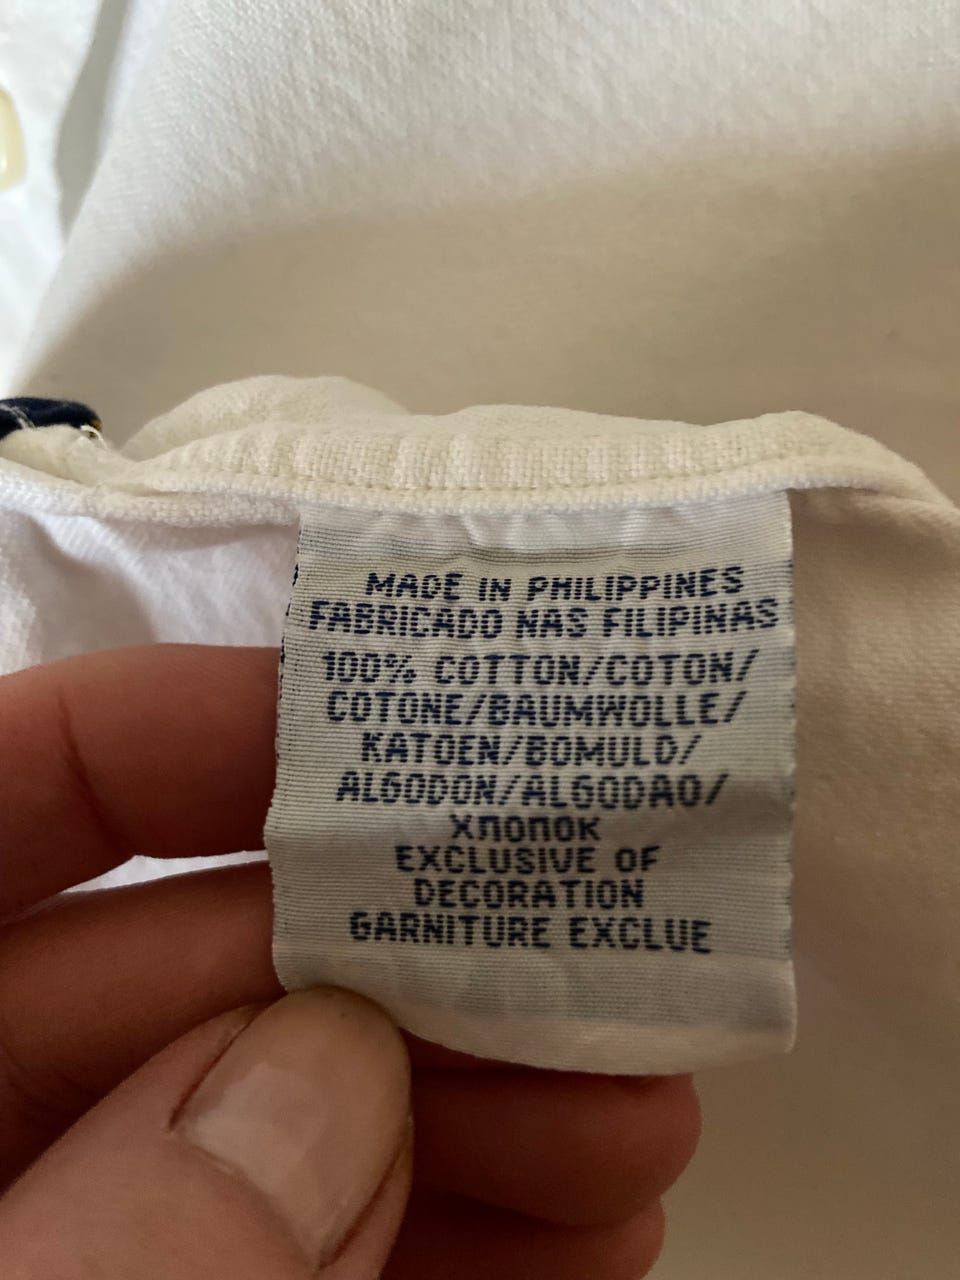 MADE IN PHILIPPINES
FABRICADO NAS FILIPINAS
100% COTTON/COTON/
COTONE/BAUMWOLLE/
KATOEN/BOMULD/
ALGODON/ALGODAO/
ХПОПОК
EXCLUSIVE OF
DECORATION
GARNITURE EXCLUE